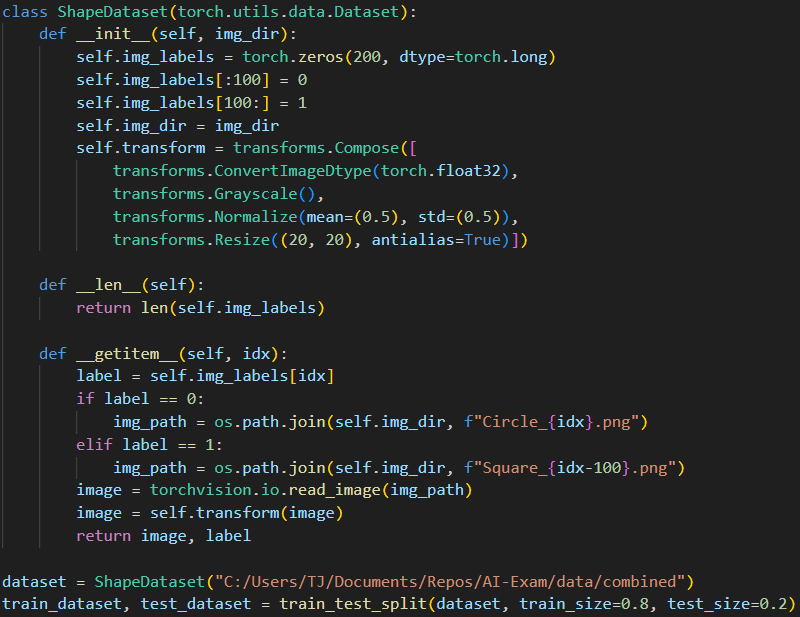 class ShapeDataset(torch.utils.data.Dataset):
    def __init__(self, img_dir):
        self.img_labels = torch.zeros(200, dtype=torch.long)
        self.img_labels[:100] = 0
        self.img_labels[100:] = 1
        self.img_dir = img_dir
        self.transform = transforms.Compose([
            transforms.ConvertImageDtype(torch.float32),
            transforms.Grayscale(),
            transforms.Normalize(mean=(0.5), std=(0.5)),
            transforms.Resize((20, 20), antialias=True)])

    def __len__(self):
        return len(self.img_labels)

    def __getitem__(self, idx):
        label = self.img_labels[idx]
        if label == 0:
            img_path = os.path.join(self.img_dir, f"Circle_{idx}.png")
        elif label == 1:
            img_path = os.path.join(self.img_dir, f"Square_{idx-100}.png")
        image = torchvision.io.read_image(img_path)
        image = self.transform(image)
        return image, label

dataset = ShapeDataset("C:/Users/TJ/Documents/Repos/AI-Exam/data/combined")
train_dataset, test_dataset = train_test_split(dataset, train_size=0.8, test_size=0.2)